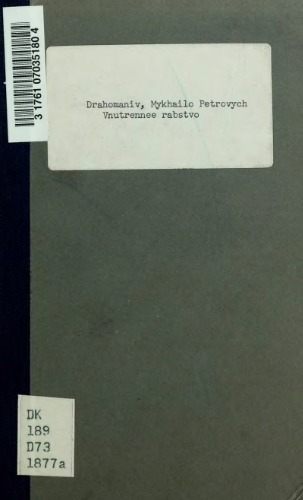 3 1761 07035180 4
Drahomaniv, Mykhailo Petrovych
Vnutrennee rabstvo
DK
189
D73
1877a